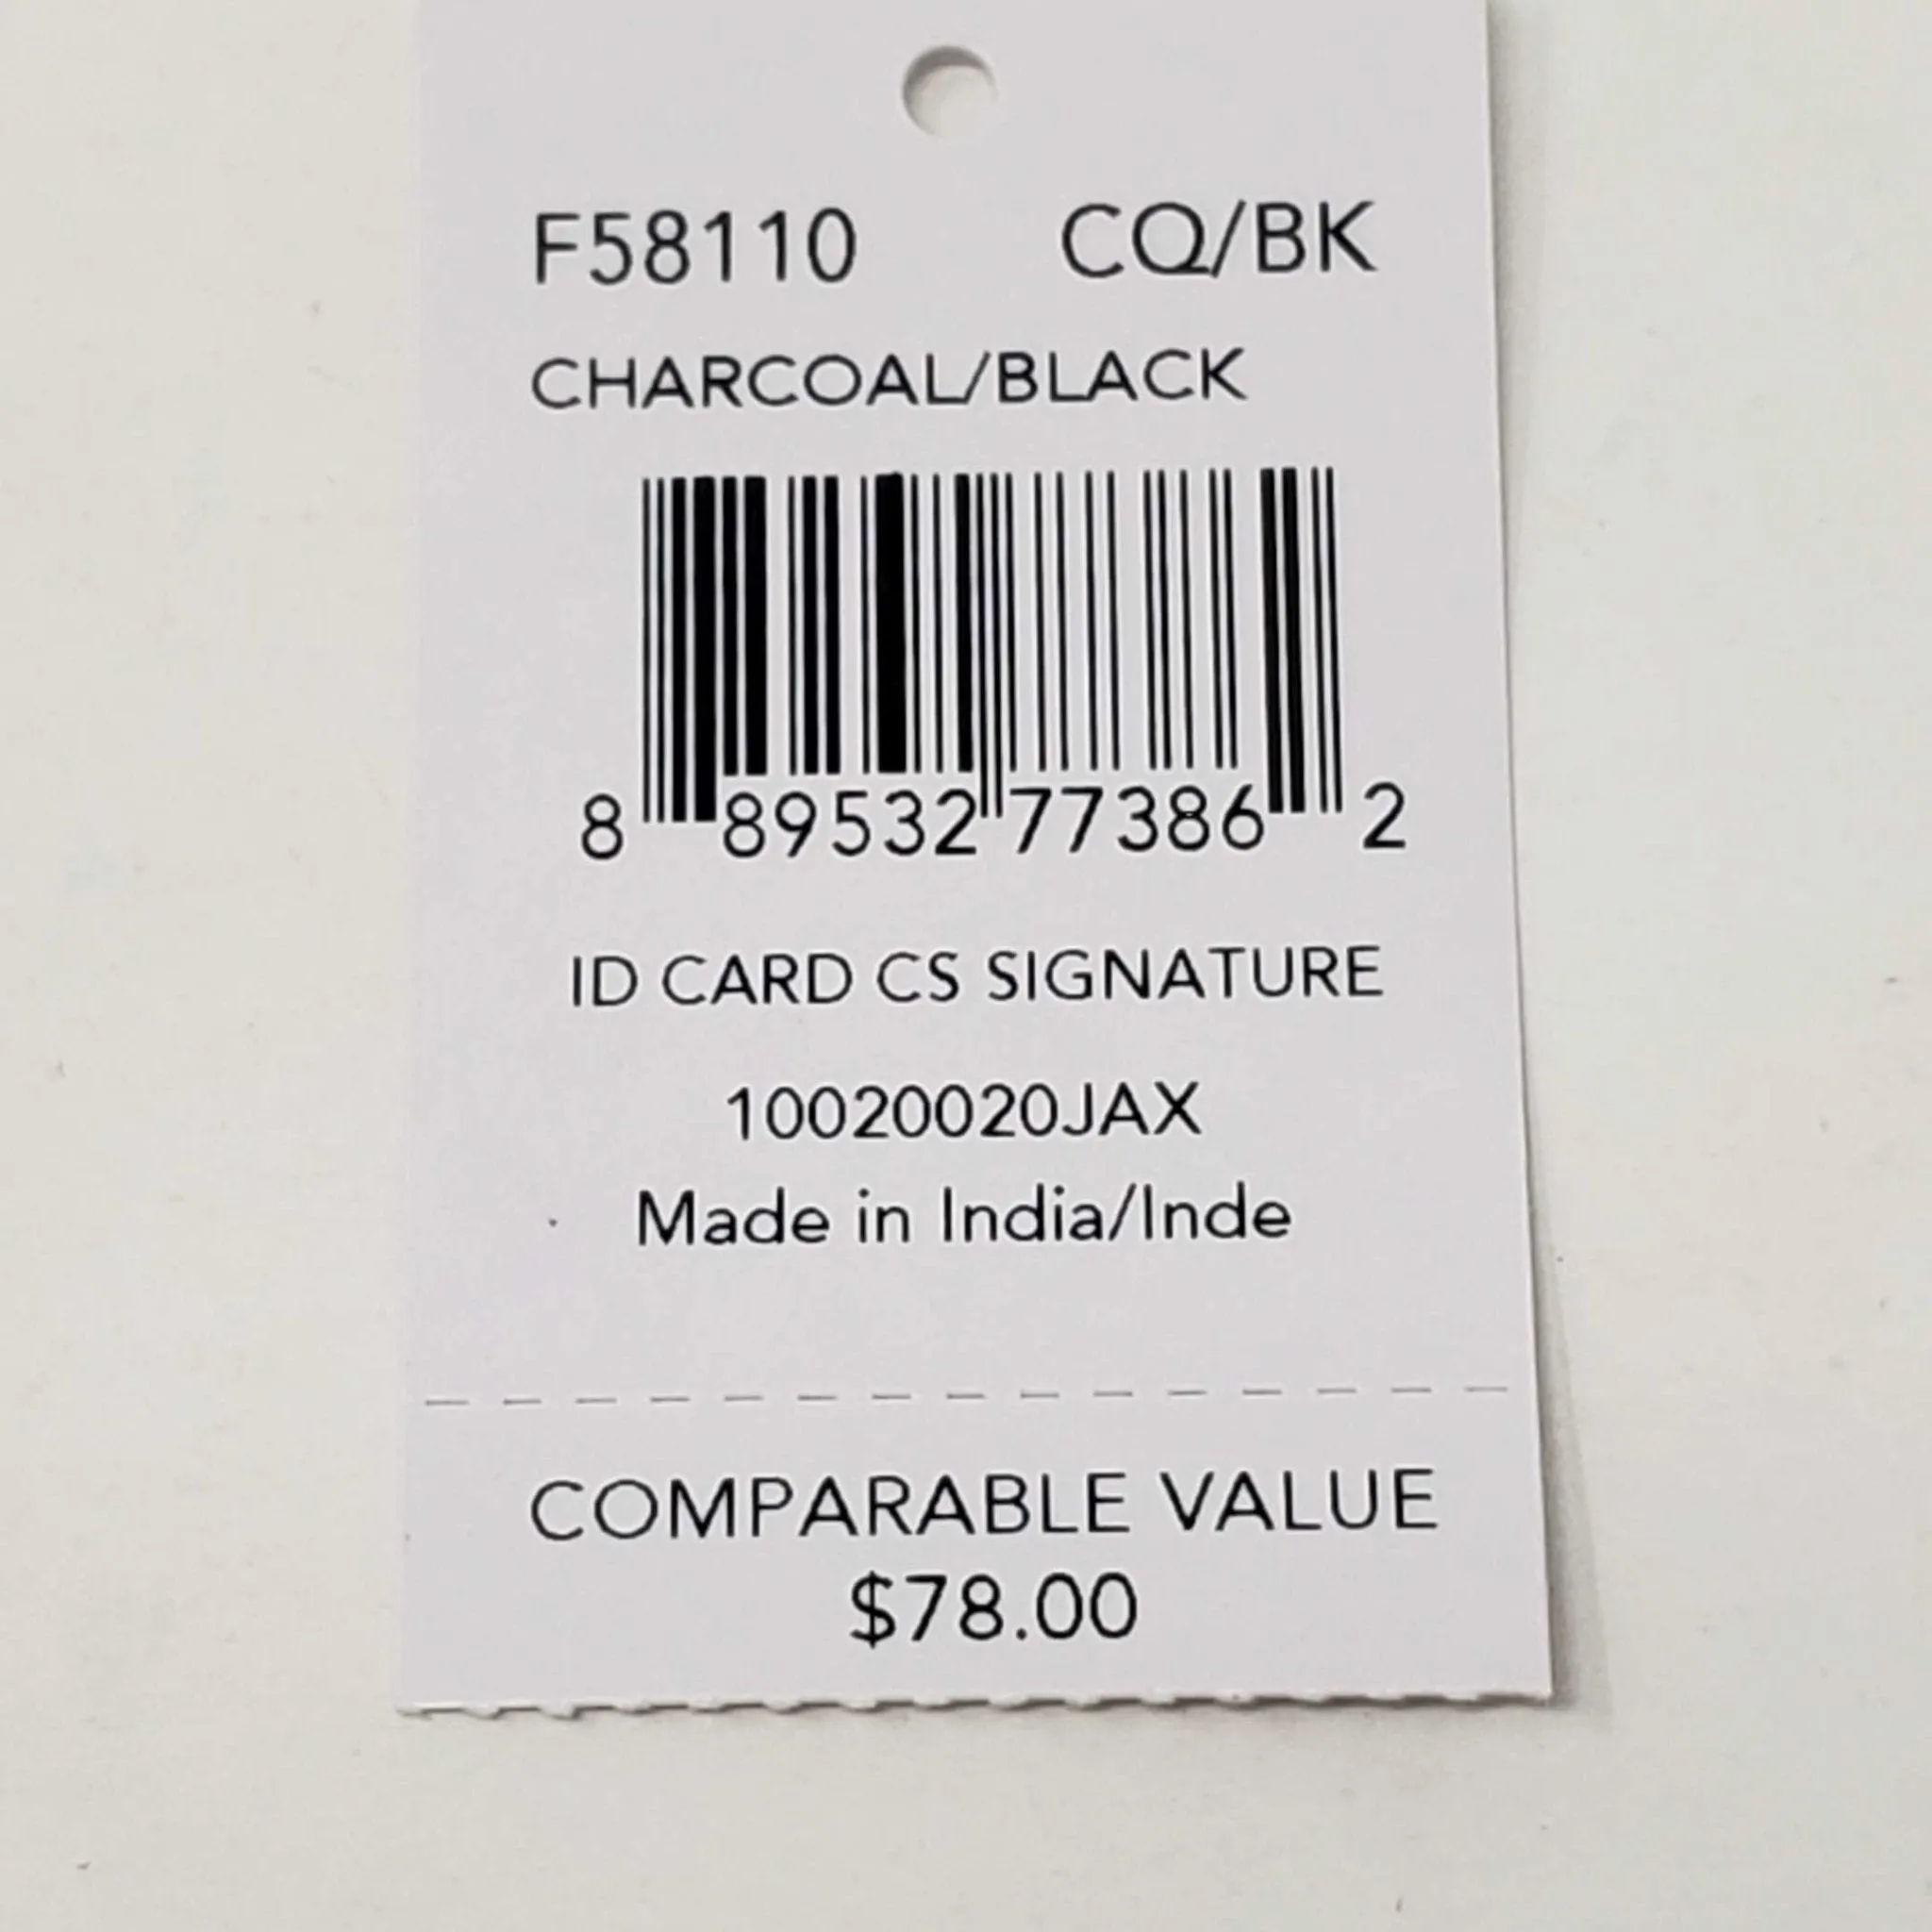 F58110 CQ/BK
CHARCOAL/BLACK
8 89532 77386 2
ID CARD CS SIGNATURE
10020020JAX
Made in India/Inde
COMPARABLE VALUE
$78.00